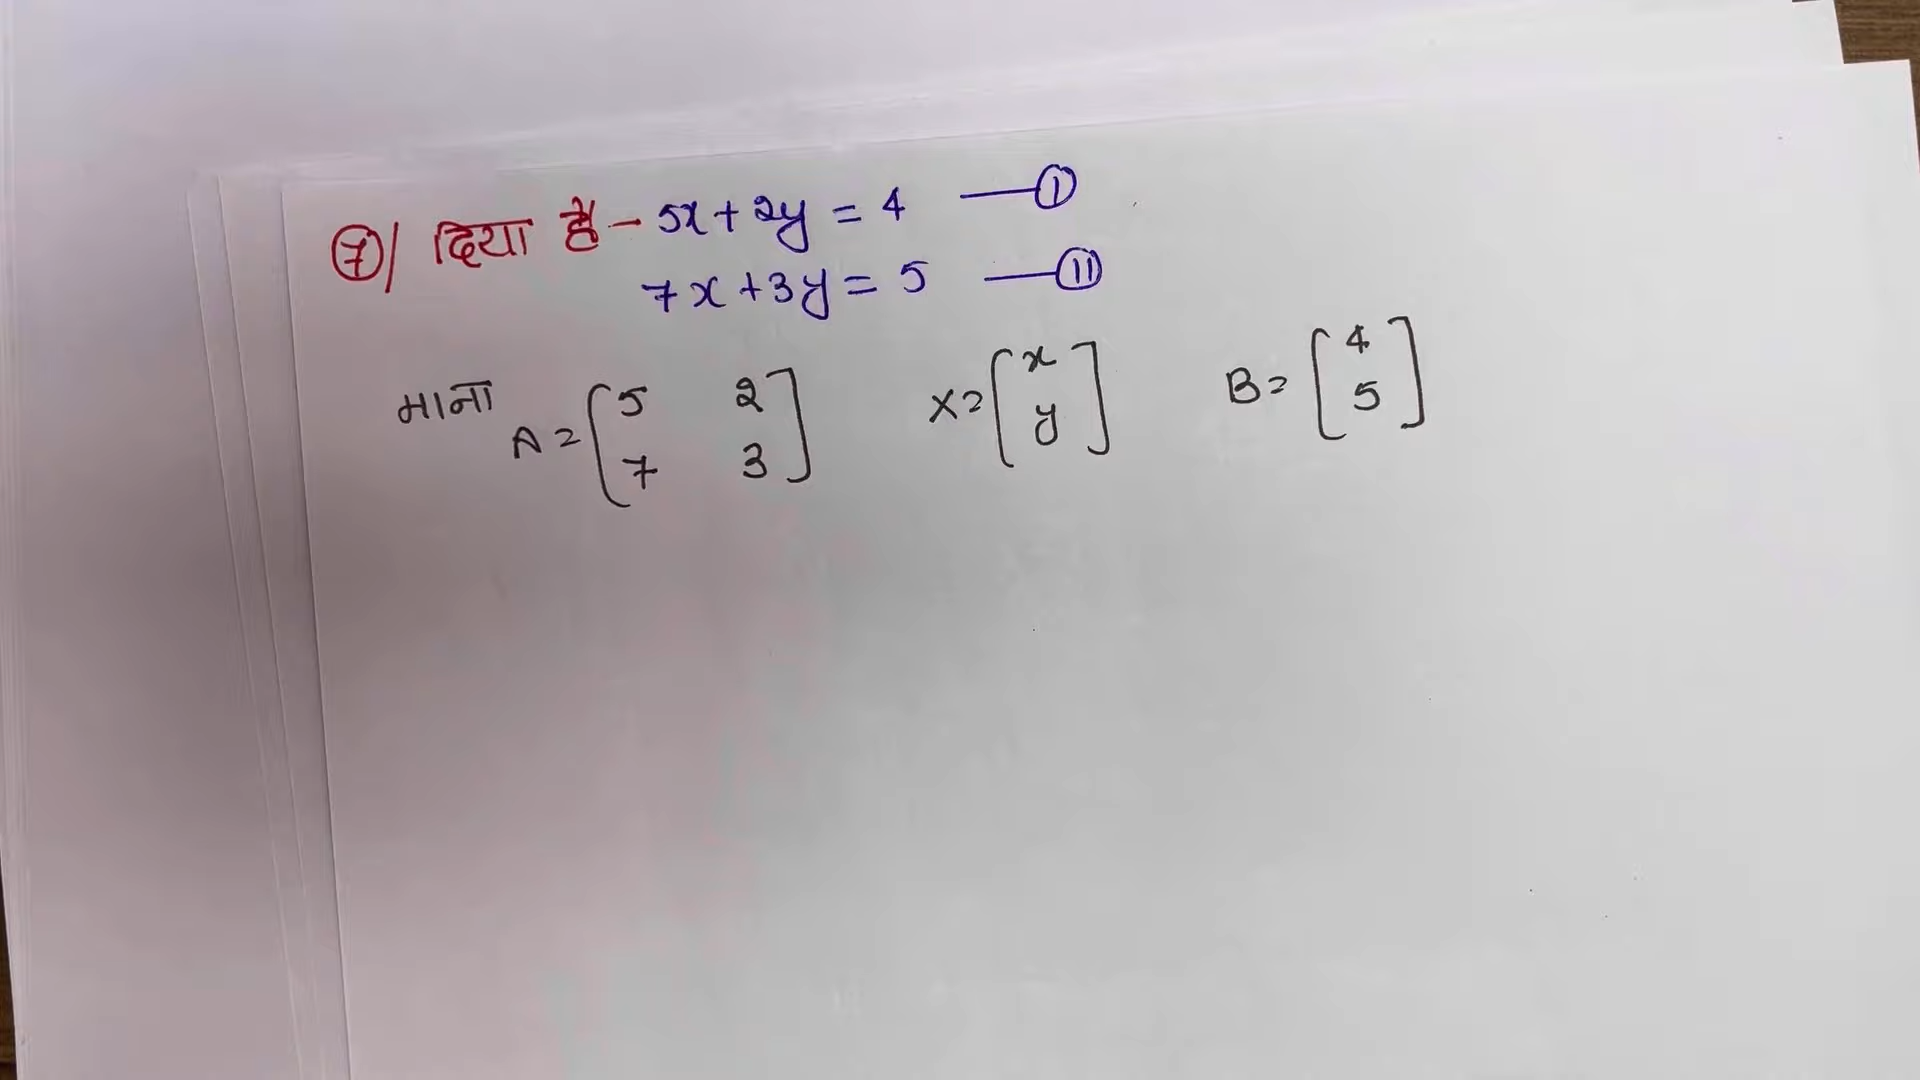 ⑦/ दिया है - 5x + 2y = 4 —Ⓘ
7x + 3y = 5 —(II)
माना A = [5 2; 7 3] X = [x; y] B = [4; 5]